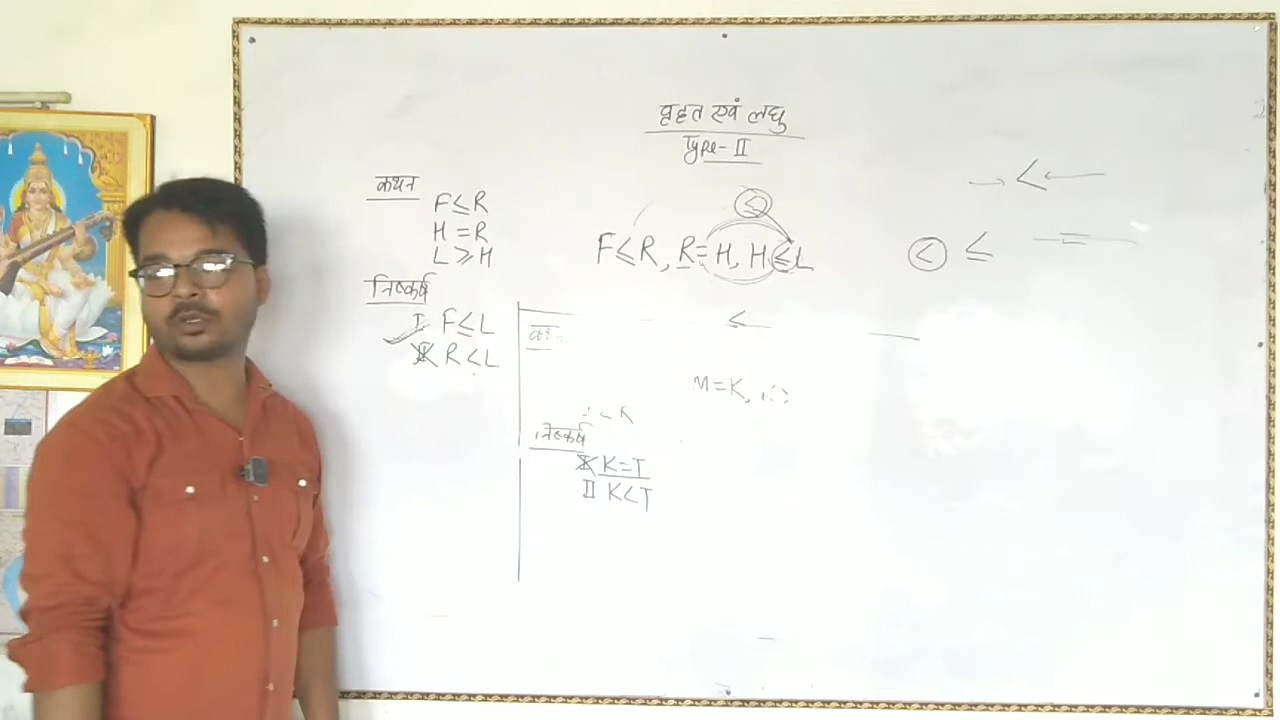 वृहत एवं लघु
Type-II
कथन
F≤R
H=R
L≥H
निष्कर्ष
I F≤L
II R<L
≤
F≤R, R=H, H≤L
<
< ≤
<
M=K,
निष्कर्ष
I K=T
II K<T